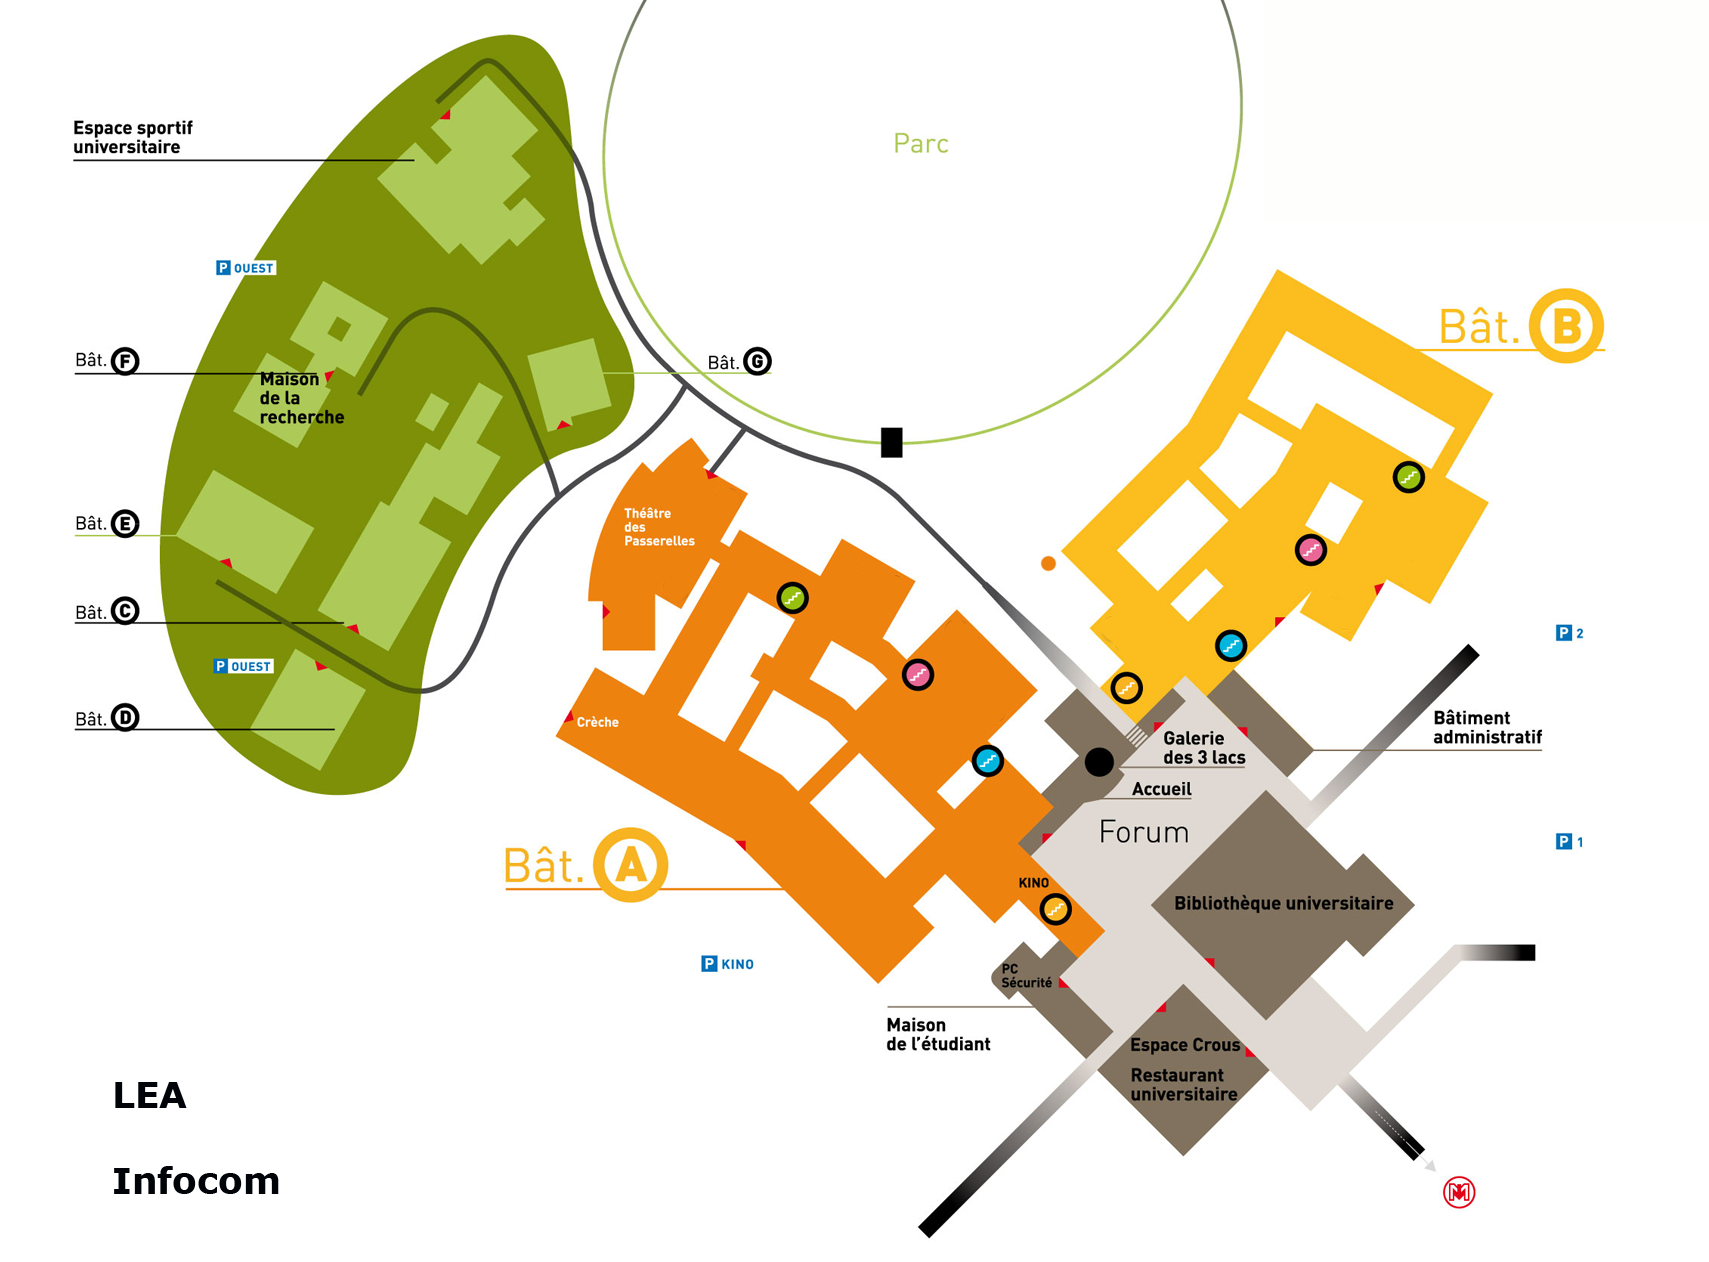 Parc
Espace sportif
universitaire
P OUEST
Bât. B
Bât. F
Maison
de la
recherche
Bât. G
Théâtre
des
Passerelles
Bât. E
Bât. C
P OUEST
Bât. D
P 2
Crèche
Bâtiment
administratif
Galerie
des 3 lacs
Accueil
Forum
P 1
Bât. A
KINO
Bibliothèque universitaire
P KINO
PC
Sécurité
Maison
de l'étudiant
Espace Crous
Restaurant
universitaire
LEA
Infocom
M